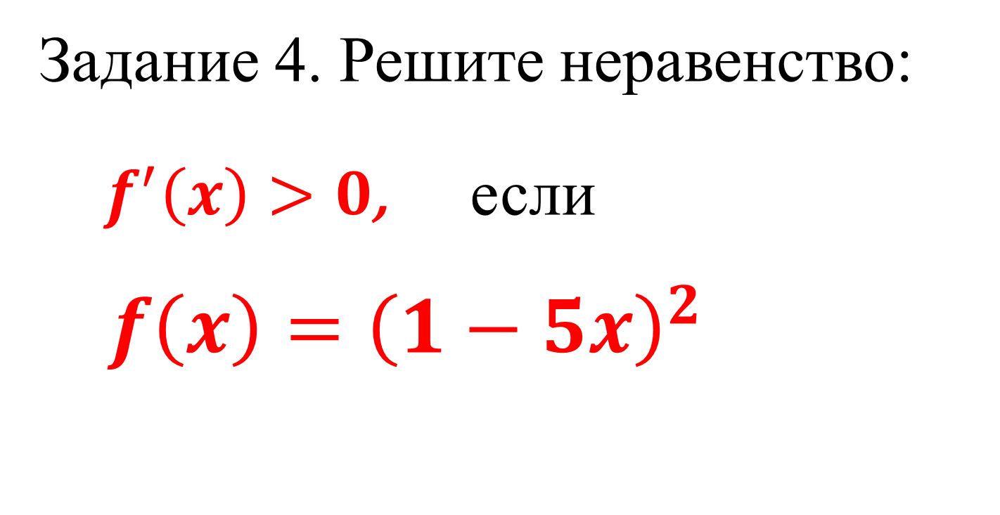 Задание 4. Решите неравенство:
f′(x) > 0, если
f(x) = (1 − 5x)²